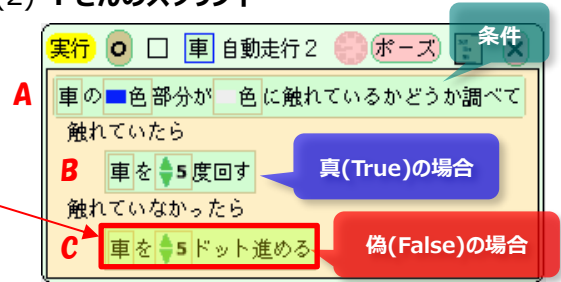 (2) Tさんのスクリプト
条件
実行 車 自動走行2 ポーズ
A 車の 色部分が 色に触れているかどうか調べて
触れていたら
B 車を 5 度回す
真(True)の場合
触れていなかったら
C 車を 5 ドット進める
偽(False)の場合